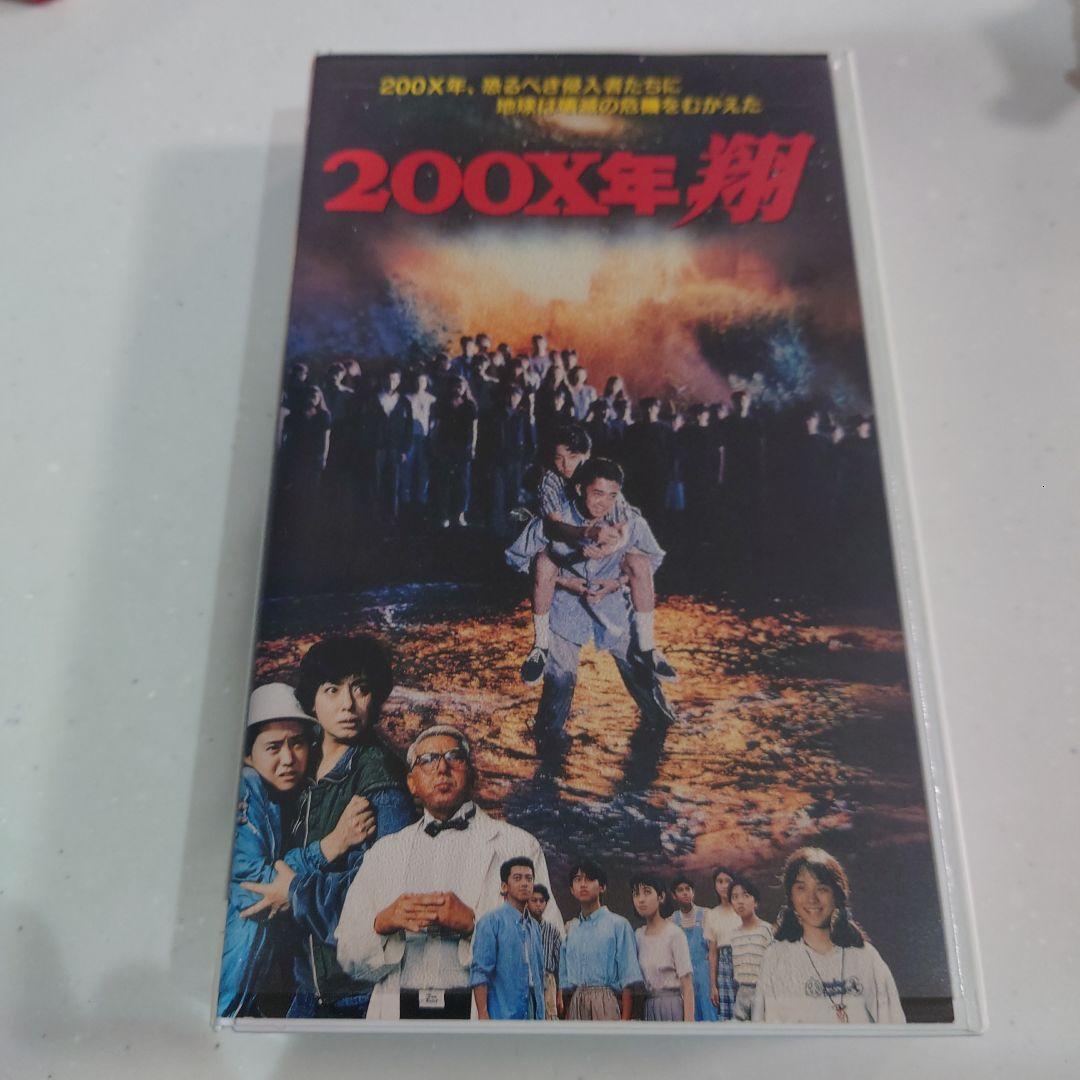 200X年、恐るべき侵入者たちに
地球は壊滅の危機をむかえた
200X年 翔